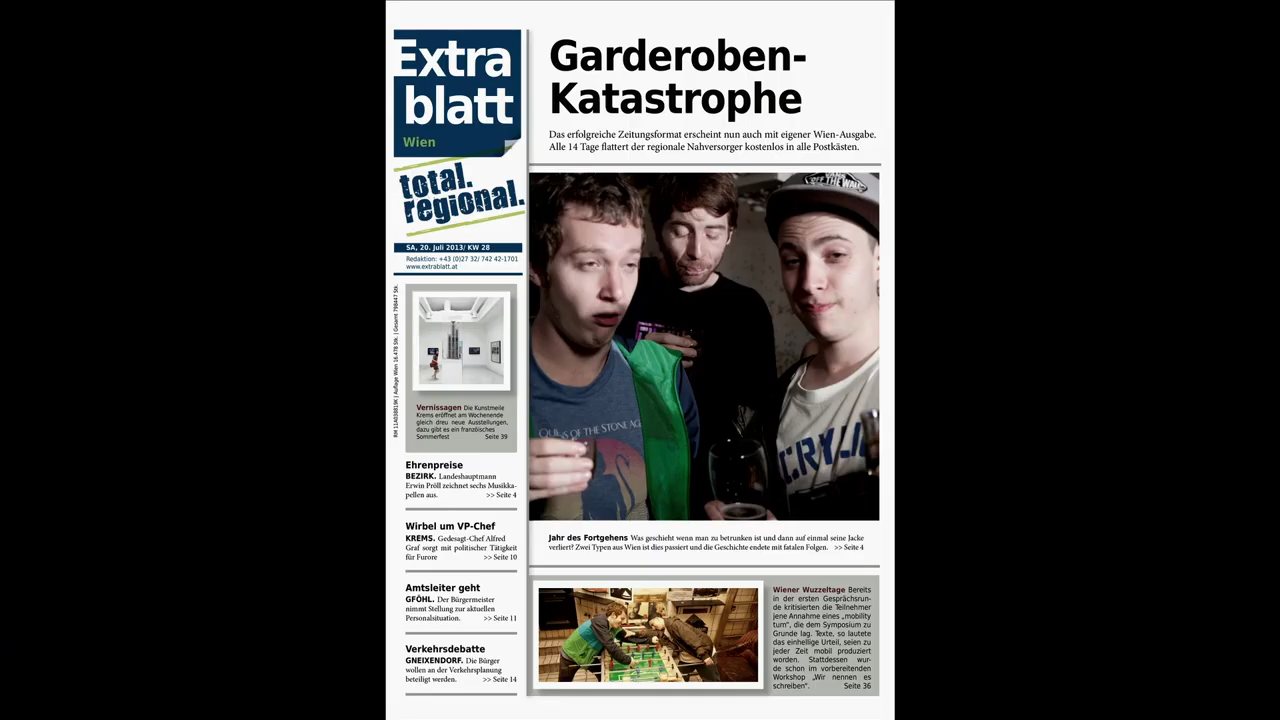 Extra
blatt
Wien
total.
regional.
SA, 20. Juli 2013/ KW 28
Redaktion: +43 (0)27 32/ 742 42-1701
www.extrablatt.at
Garderoben-
Katastrophe
Das erfolgreiche Zeitungsformat erscheint nun auch mit eigener Wien-Ausgabe.
Alle 14 Tage flattert der regionale Nahversorger kostenlos in alle Postkästen.
VANS
"OFF THE WALL"
QUEENS OF THE STONE AGE
Vernissagen Die Kunstmeile
Krems eröffnet am Wochenende
gleich dreu neue Ausstellungen,
dazu gibt es ein französisches
Sommerfest Seite 39
Ehrenpreise
BEZIRK. Landeshauptmann
Erwin Pröll zeichnet sechs Musikka-
pellen aus. >> Seite 4
Wirbel um VP-Chef
KREMS. Gedesagt-Chef Alfred
Graf sorgt mit politischer Tätigkeit
für Furore >> Seite 10
Amtsleiter geht
GFÖHL. Der Bürgermeister
nimmt Stellung zur aktuellen
Personalsituation. >> Seite 11
Verkehrsdebatte
GNEIXENDORF. Die Bürger
wollen an der Verkehrsplanung
beteiligt werden. >> Seite 14
Jahr des Fortgehens Was geschieht wenn man zu betrunken ist und dann auf einmal seine Jacke
verliert? Zwei Typen aus Wien ist dies passiert und die Geschichte endete mit fatalen Folgen. >> Seite 4
Wiener Wuzzeltage Bereits
in der ersten Gesprächsrun-
de kritisierten die Teilnehmer
jene Annahme eines „mobility
turn“, die dem Symposium zu
Grunde lag. Texte, so lautete
das einhellige Urteil, seien zu
jeder Zeit mobil produziert
worden. Stattdessen wur-
de schon im vorbereitenden
Workshop „Wir nennen es
schreiben“. Seite 36